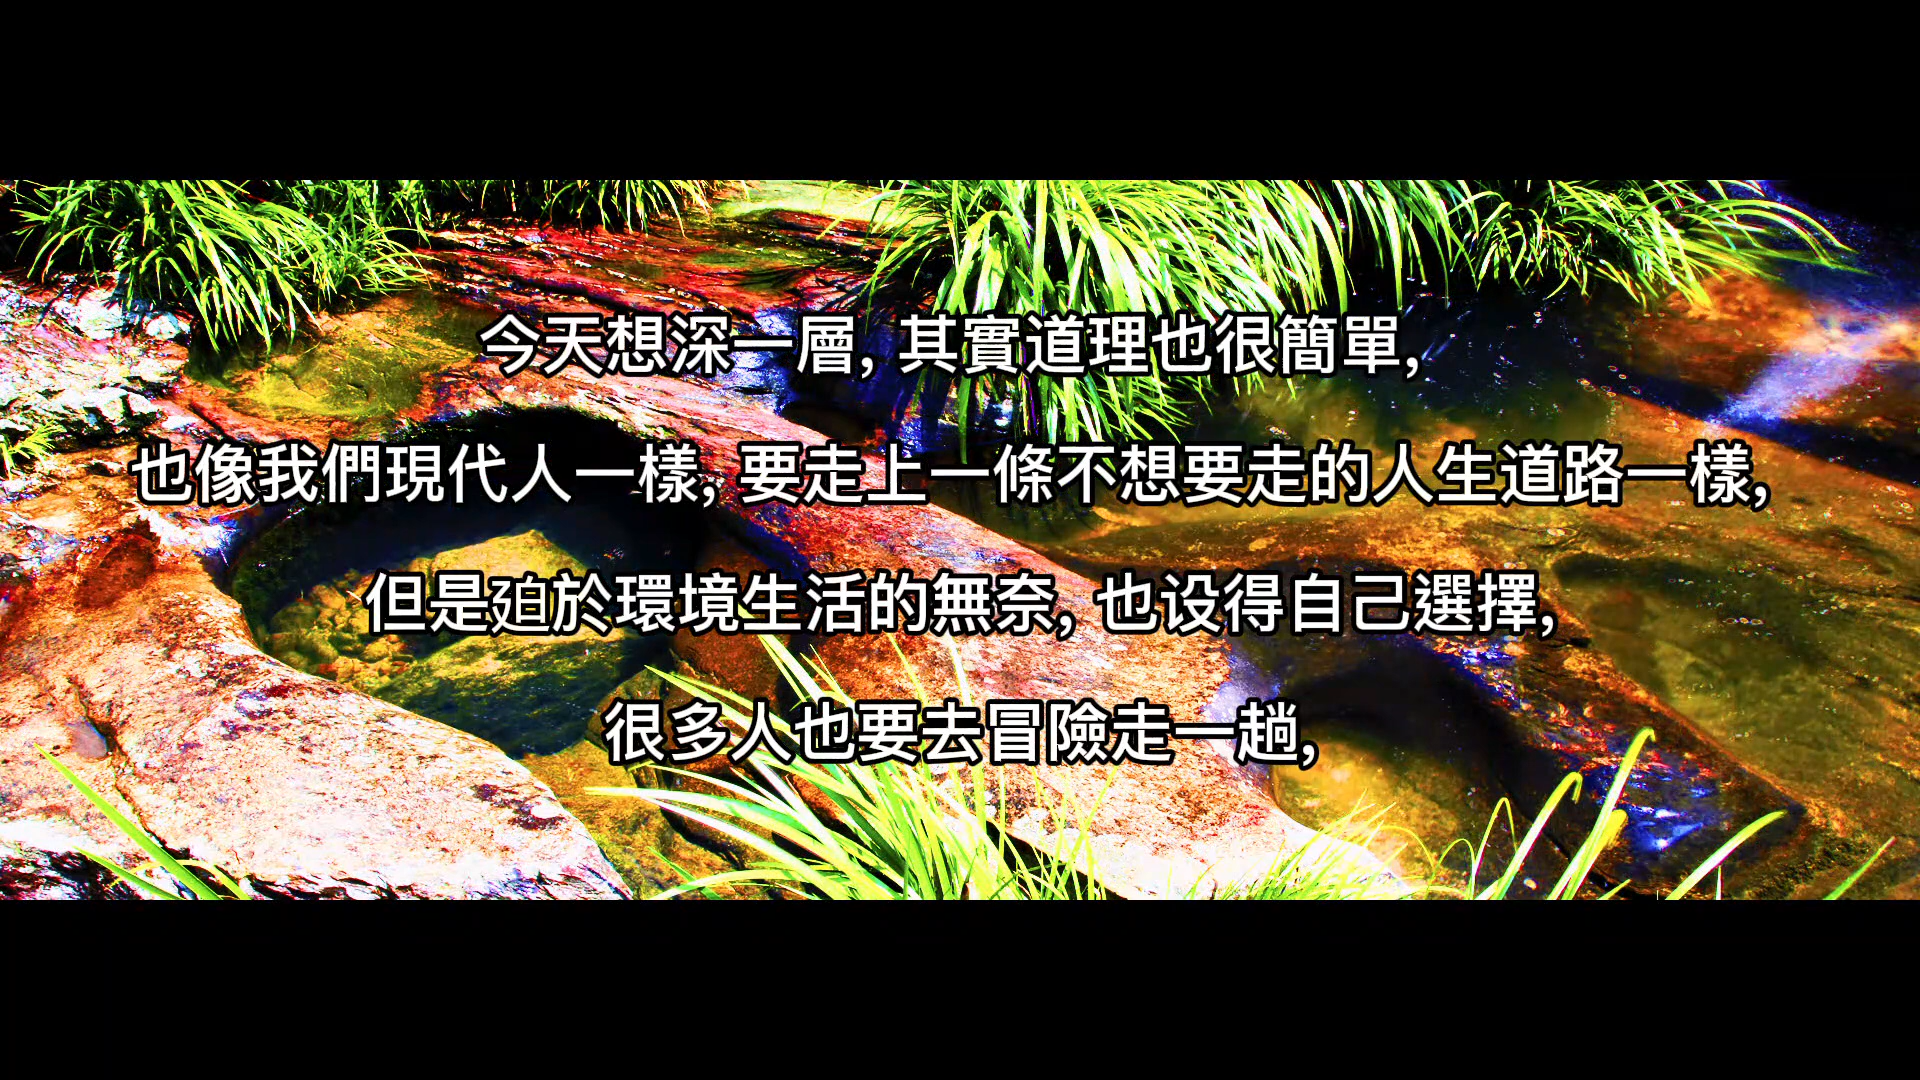 今天想深一層, 其實道理也很簡單,
也像我們現代人一樣, 要走上一條不想要走的人生道路一樣,
但是廹於環境生活的無奈, 也设得自己選擇,
很多人也要去冒險走一趟,